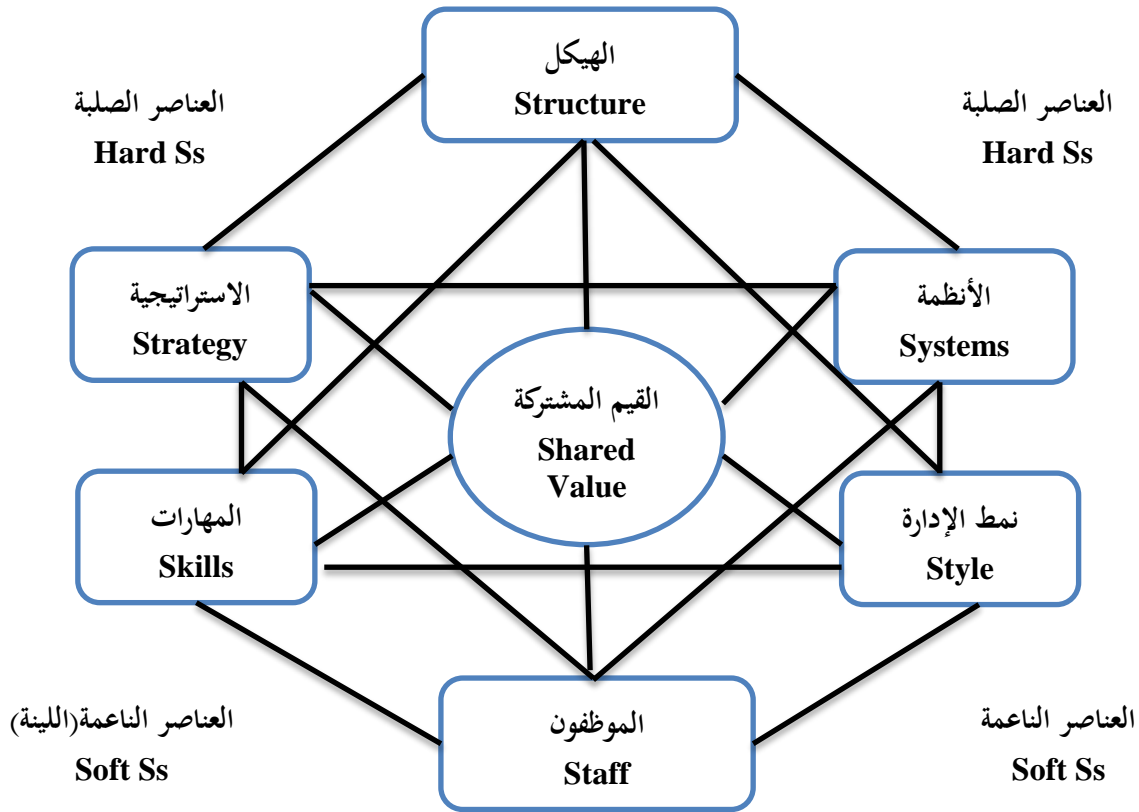 الهيكل
Structure
العناصر الصلبة
Hard Ss
العناصر الصلبة
Hard Ss
الاستراتيجية
Strategy
الأنظمة
Systems
القيم المشتركة
Shared
Value
المهارات
Skills
نمط الإدارة
Style
الموظفون
Staff
العناصر الناعمة(اللينة)
Soft Ss
العناصر الناعمة
Soft Ss